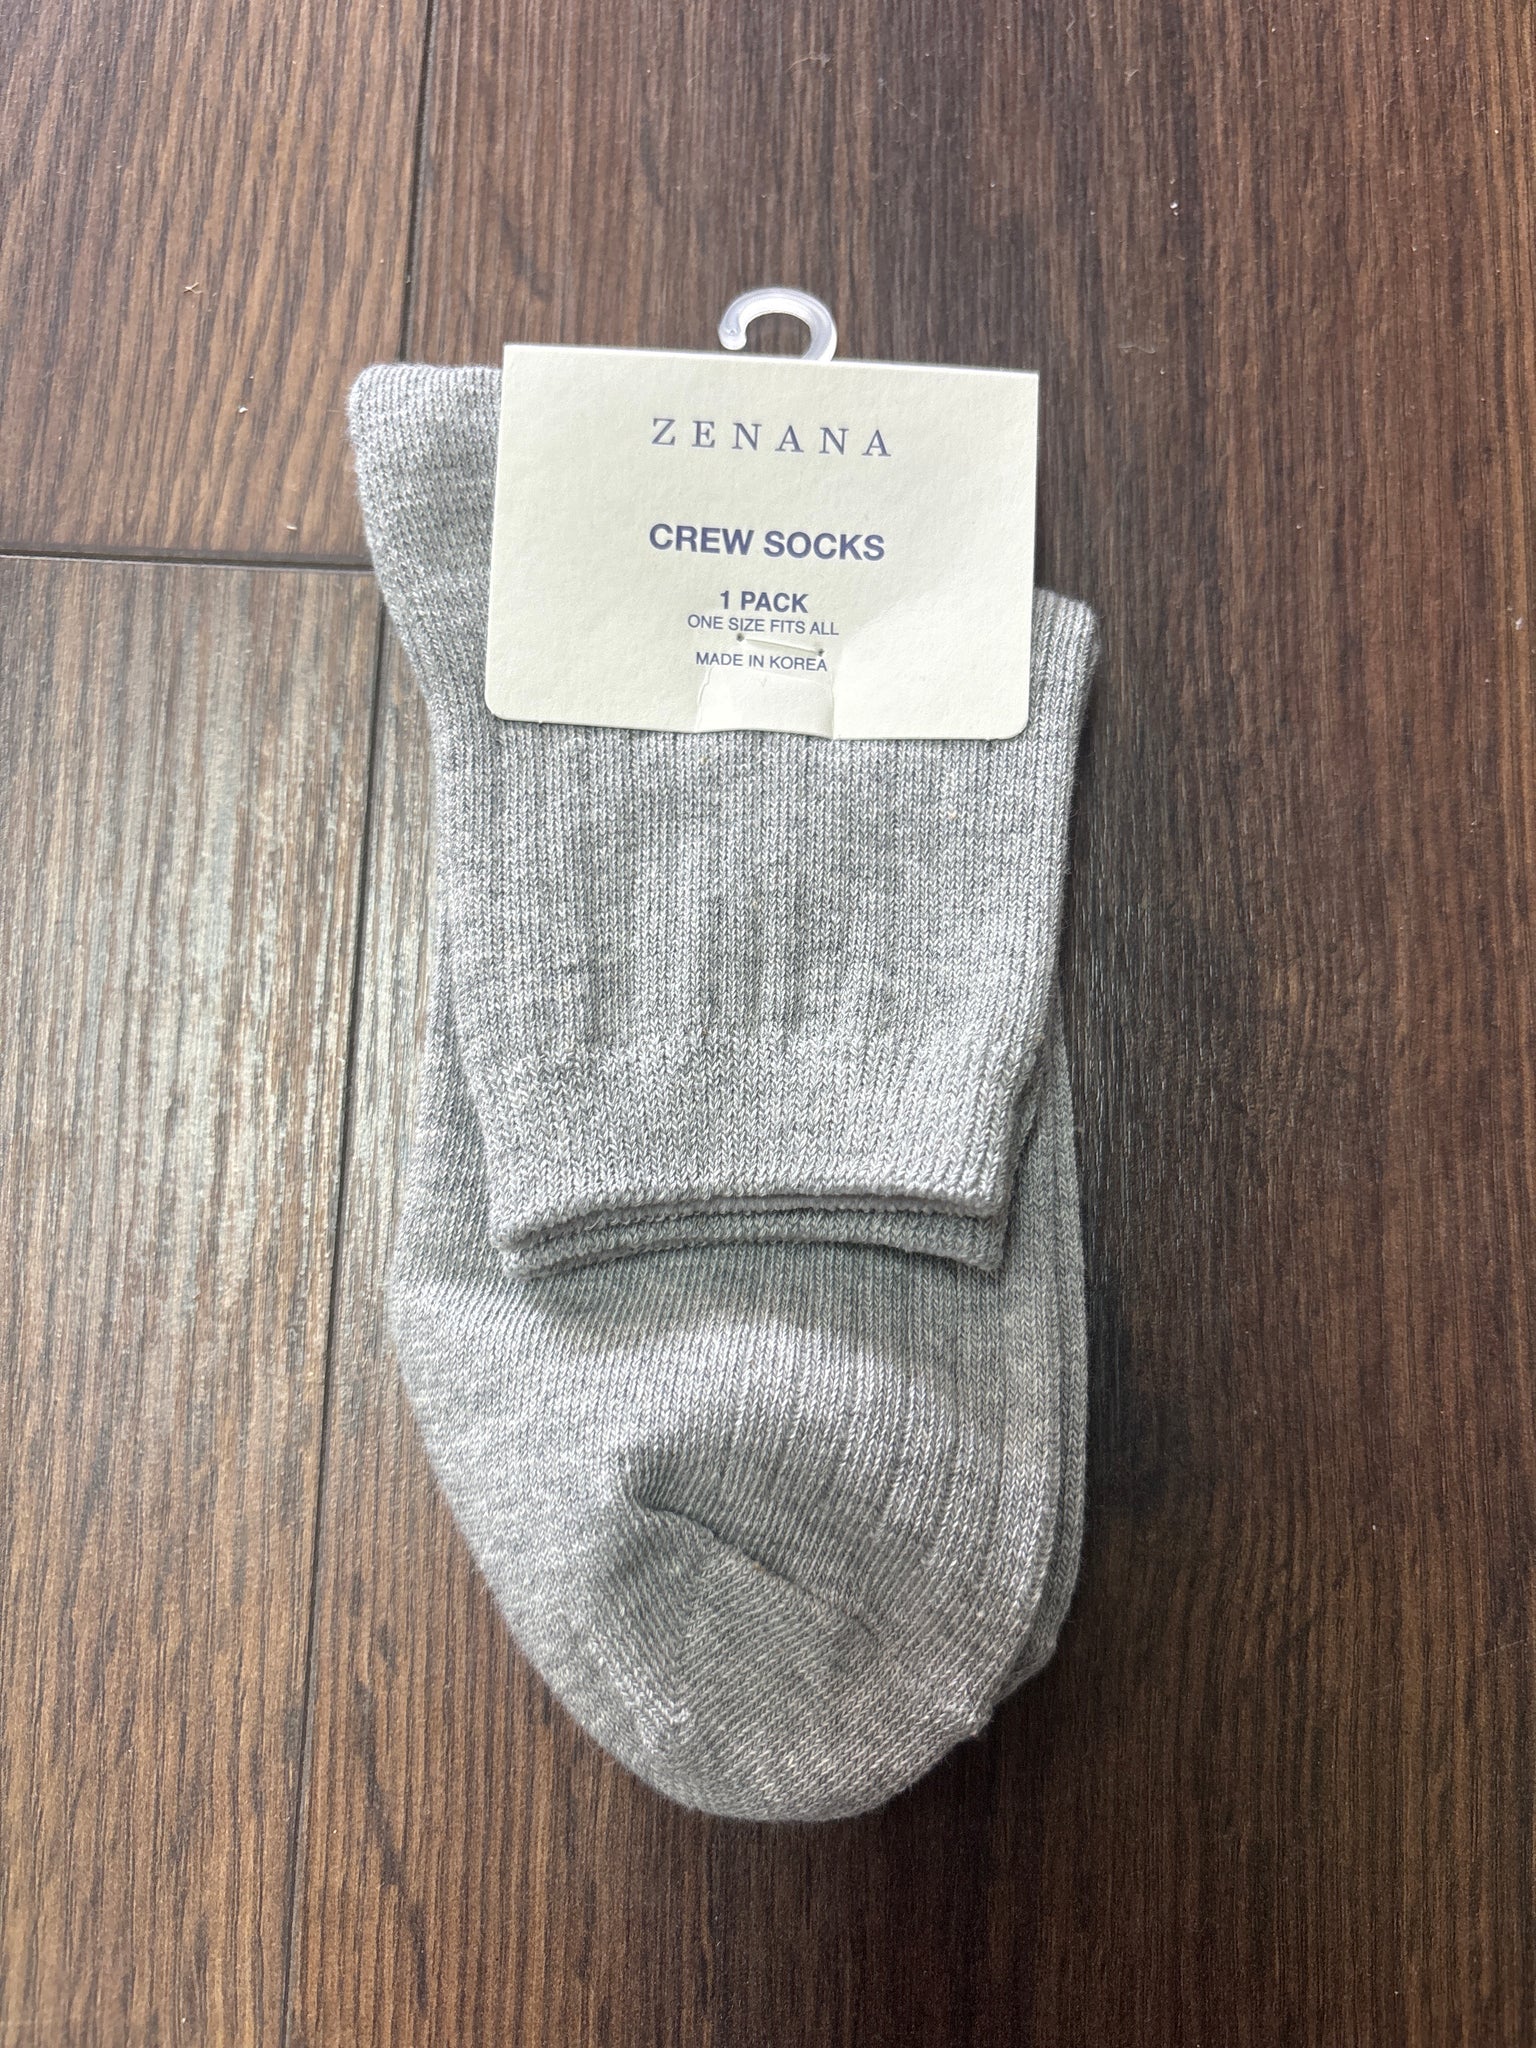 ZENANA
CREW SOCKS
1 PACK
ONE SIZE FITS ALL
MADE IN KOREA